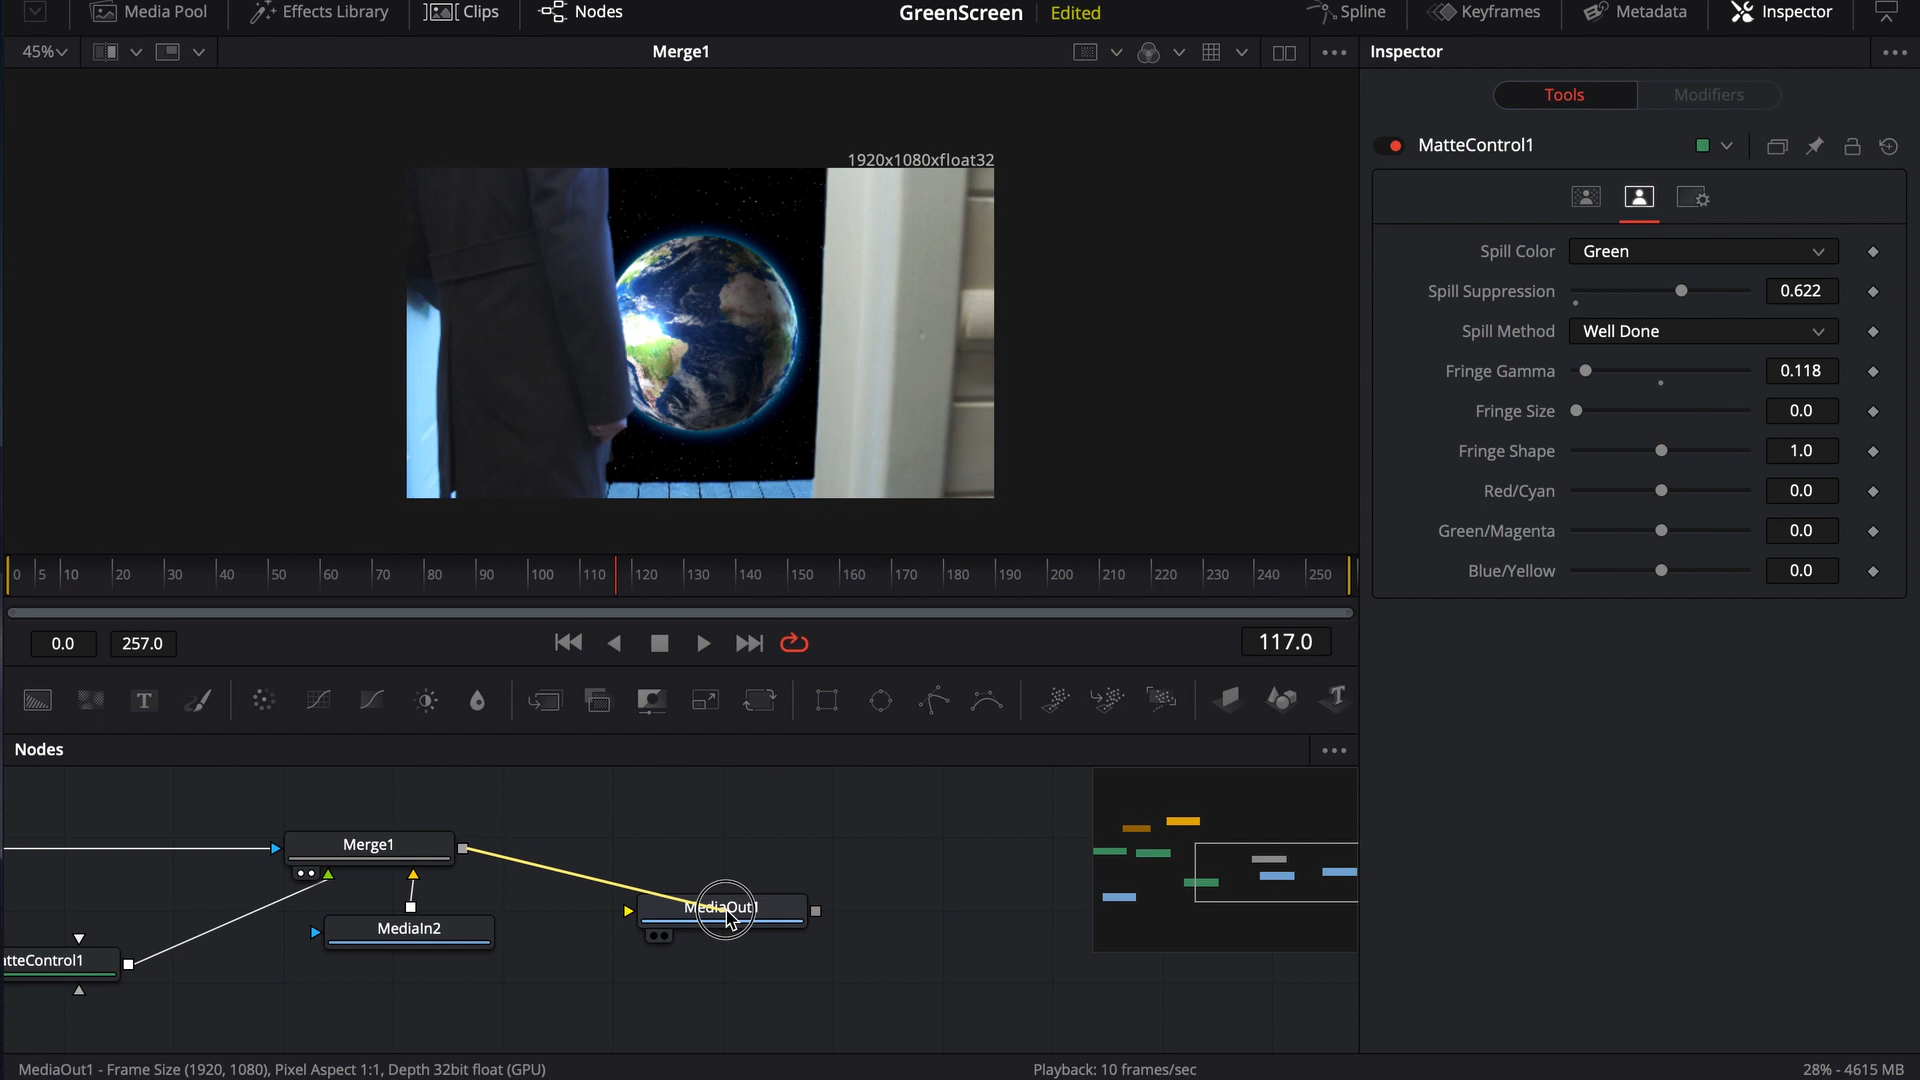 Media Pool
Effects Library
Clips
Nodes
GreenScreen
Edited
Spline
Keyframes
Metadata
Inspector
45%
Merge1
Inspector
Tools
Modifiers
MatteControl1
1920x1080xfloat32
Spill Color Green
Spill Suppression 0.622
Spill Method Well Done
Fringe Gamma 0.118
Fringe Size 0.0
Fringe Shape 1.0
Red/Cyan 0.0
Green/Magenta 0.0
Blue/Yellow 0.0
0 5 10 20 30 40 50 60 70 80 90 100 110 120 130 140 150 160 170 180 190 200 210 220 230 240 250
0.0 257.0 117.0
T
T
Nodes
Merge1
MediaOut1
MediaIn2
atteControl1
MediaOut1 - Frame Size (1920, 1080), Pixel Aspect 1:1, Depth 32bit float (GPU)
Playback: 10 frames/sec
28% - 4615 MB